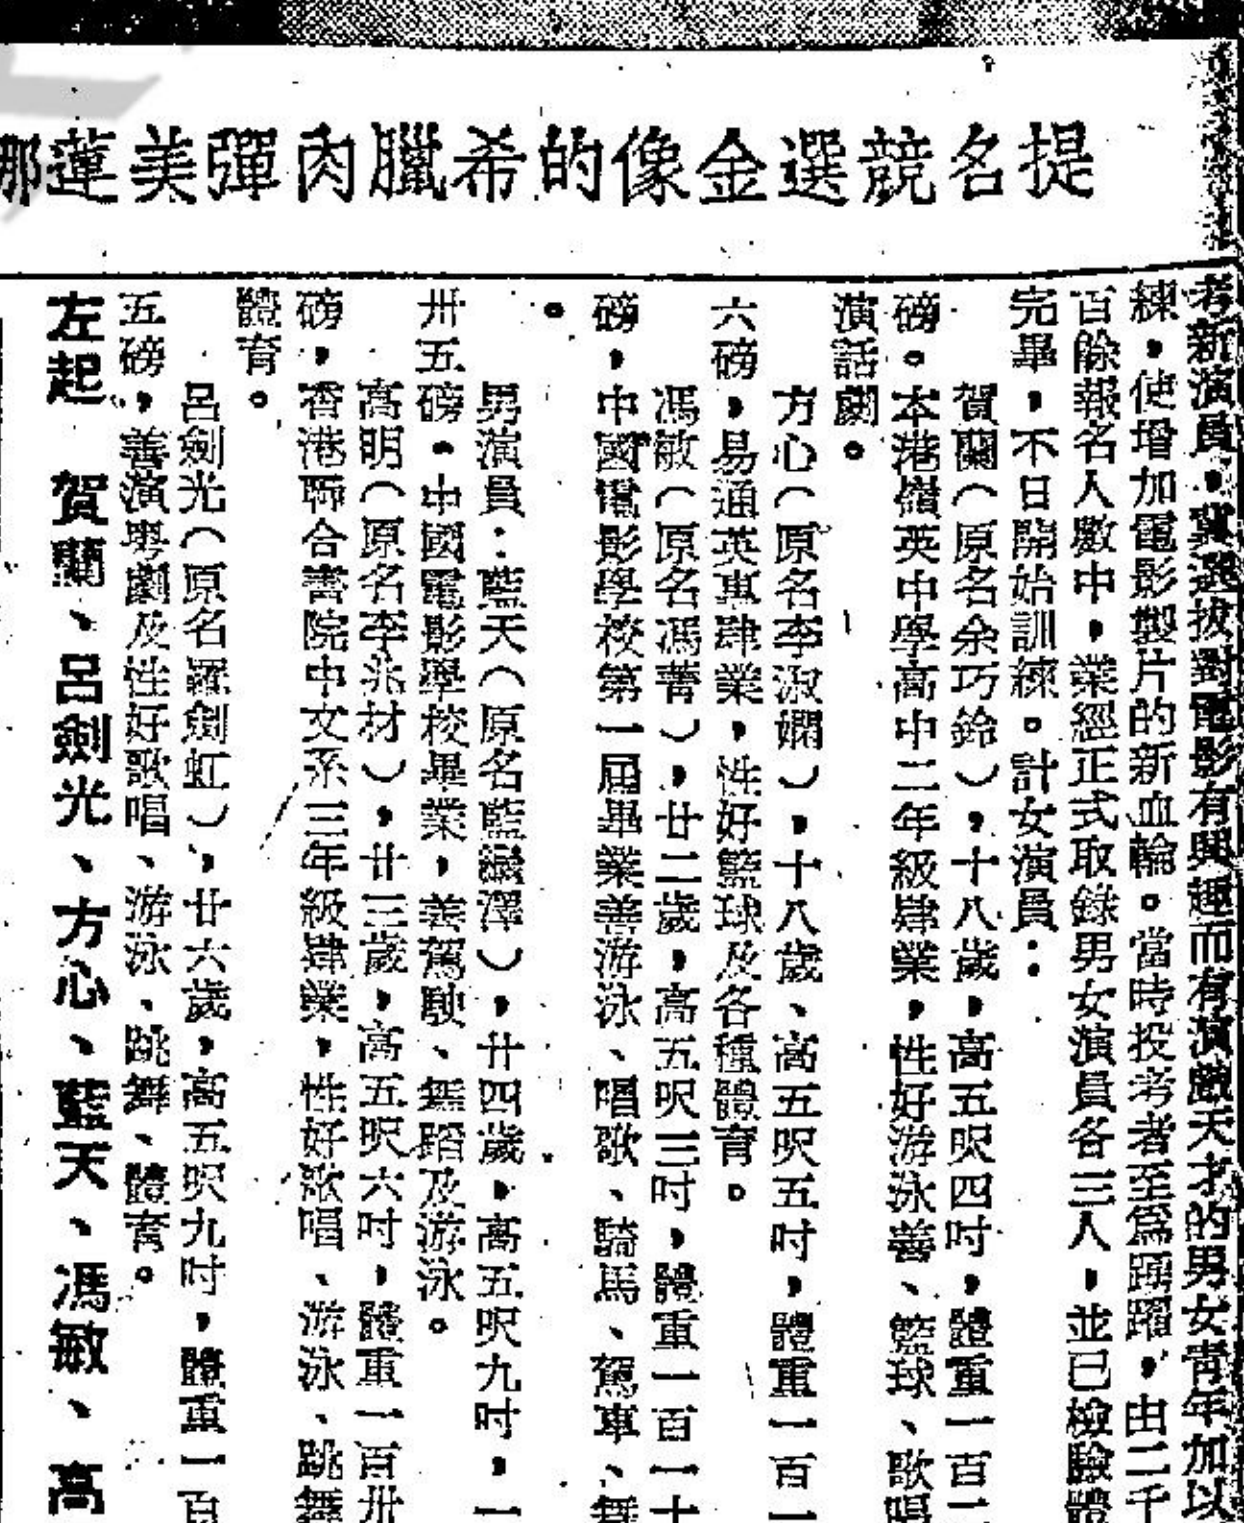 提名競選金像的希臘肉彈美蓮那
考新演員，冀選拔對電影有興趣而有演戲天才的男女青年加以
練，使增加電影製片的新血輪。當時投考者至爲踴躍，由二千
百餘報名人數中，業經正式取錄男女演員各三人，並已檢驗體
完畢，不日開始訓練。計女演員：
賀蘭（原名余巧鈴），十八歲，高五呎四吋，體重一百一
磅。本港嶺英中學高中二年級肄業，性好游泳善、籃球、歌唱
演話劇。
方心（原名李淑嫻），十八歲、高五呎五吋，體重一百一
六磅，易通英專肄業，性好籃球及各種體育。
馮敏（原名馮菁），廿二歲，高五呎三吋，體重一百一十
磅，中國電影學校第一屆畢業善游泳、唱歌、騎馬、駕車、舞
。
男演員：藍天（原名藍繼澤），廿四歲，高五呎九吋，一
卅五磅。中國電影學校畢業，善駕駛、舞蹈及游泳。
高明（原名李兆材），廿三歲，高五呎六吋，體重一百卅
磅，香港聯合書院中文系三年級肄業，性好歌唱、游泳、跳舞
體育。
呂劍光（原名羅劍虹），廿六歲，高五呎九吋，體重一百
五磅，善演粵劇及性好歌唱、游泳、跳舞、體育。
左起 賀蘭、呂劍光、方心、藍天、馮敏、高